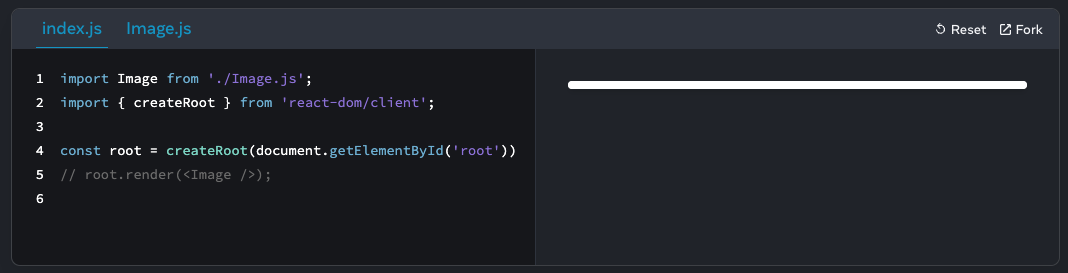 index.js Image.js Reset Fork
1 import Image from './Image.js';
2 import { createRoot } from 'react-dom/client';
3
4 const root = createRoot(document.getElementById('root'))
5 // root.render(<Image />);
6